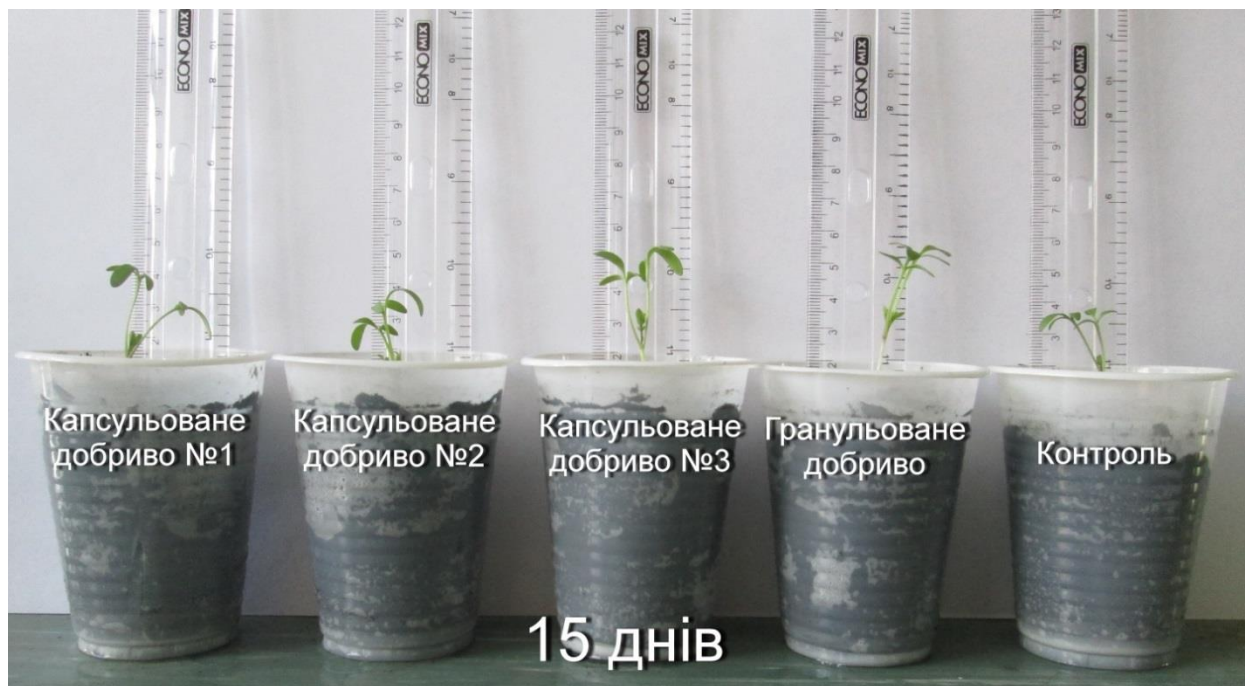 ECONOMIX
ECONOMIX
ECONOMIX
ECONOMIX
ECONOMIX
Капсульоване
добриво №1
Капсульоване
добриво №2
Капсульоване
добриво №3
Гранульоване
добриво
Контроль
15 днів